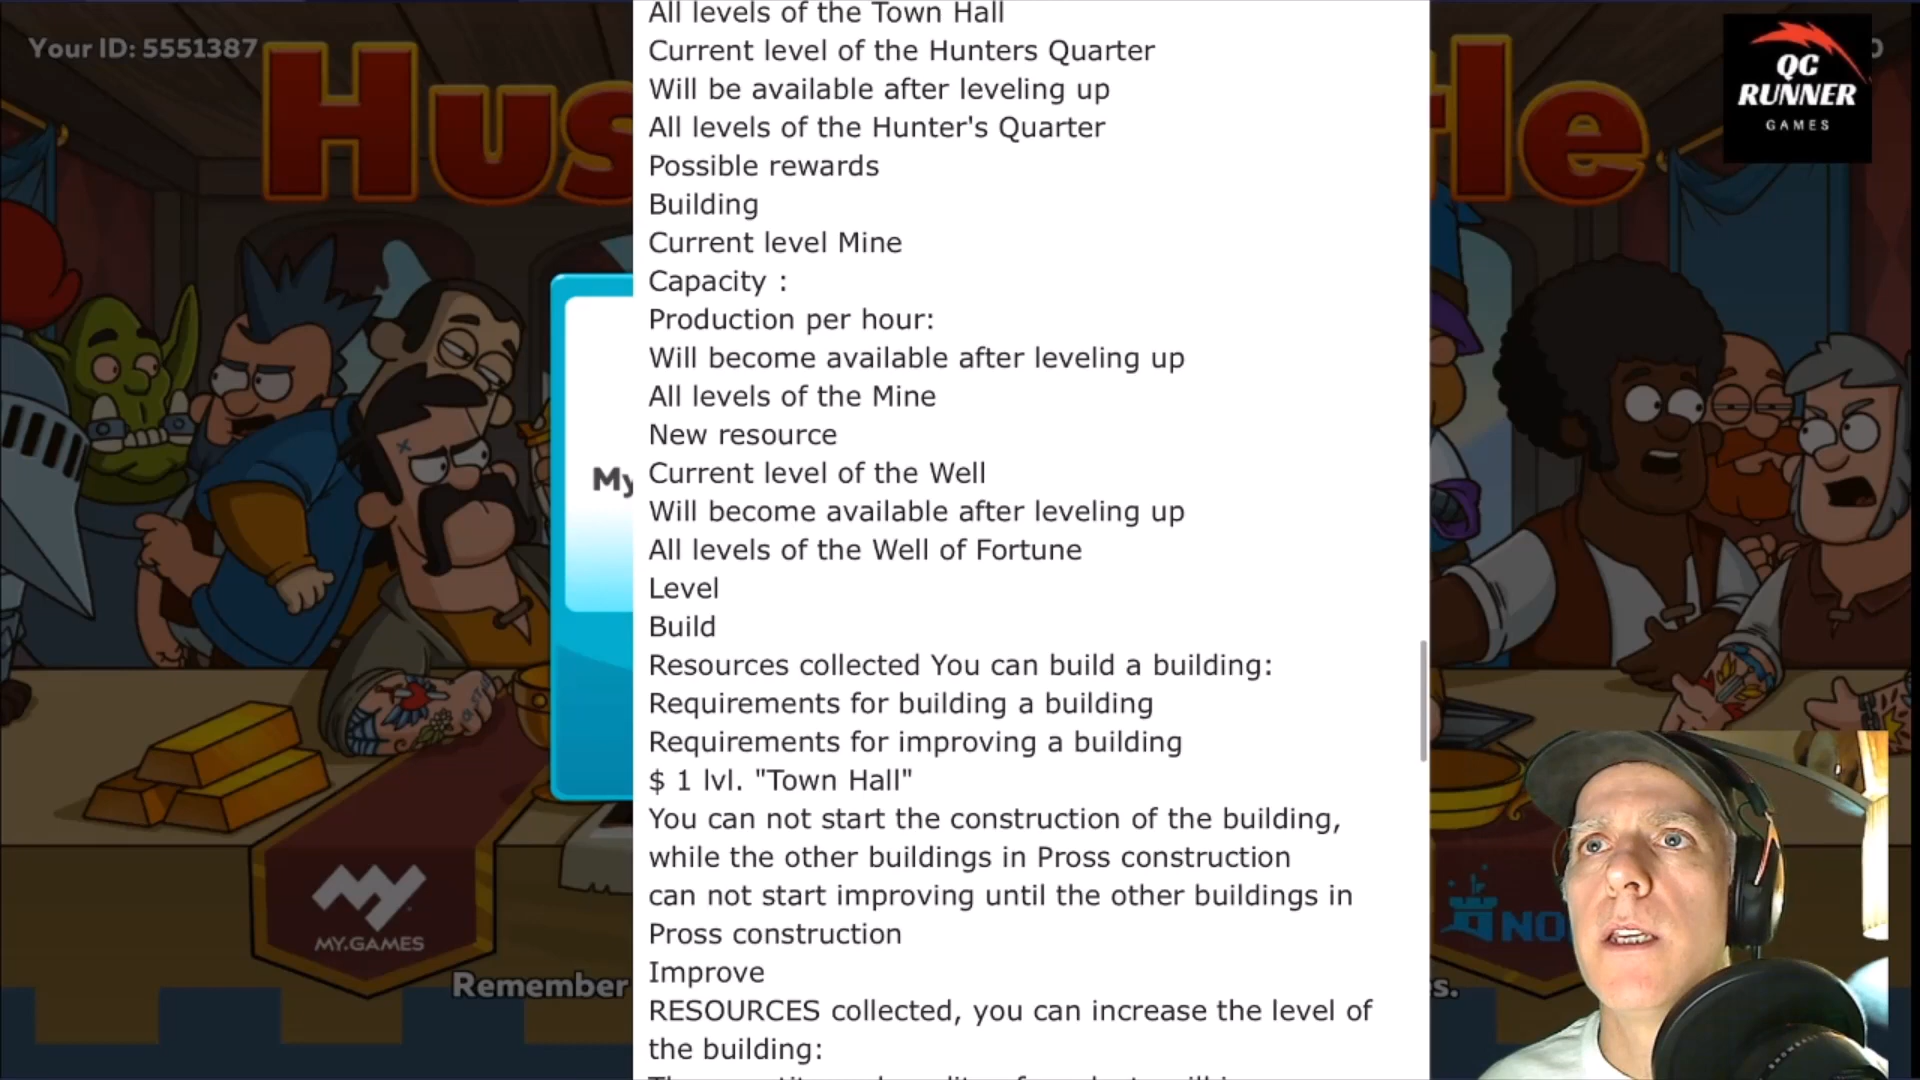 Your ID: 5551387
All levels of the Town Hall
Current level of the Hunters Quarter
Will be available after leveling up
All levels of the Hunter's Quarter
Possible rewards
Building
Current level Mine
Capacity :
Production per hour:
Will become available after leveling up
All levels of the Mine
New resource
Current level of the Well
Will become available after leveling up
All levels of the Well of Fortune
Level
Build
Resources collected You can build a building:
Requirements for building a building
Requirements for improving a building
$ 1 lvl. "Town Hall"
You can not start the construction of the building,
while the other buildings in Pross construction
can not start improving until the other buildings in
Pross construction
Improve
RESOURCES collected, you can increase the level of
the building:
QC
RUNNER
GAMES
My
MY.GAMES
Remember